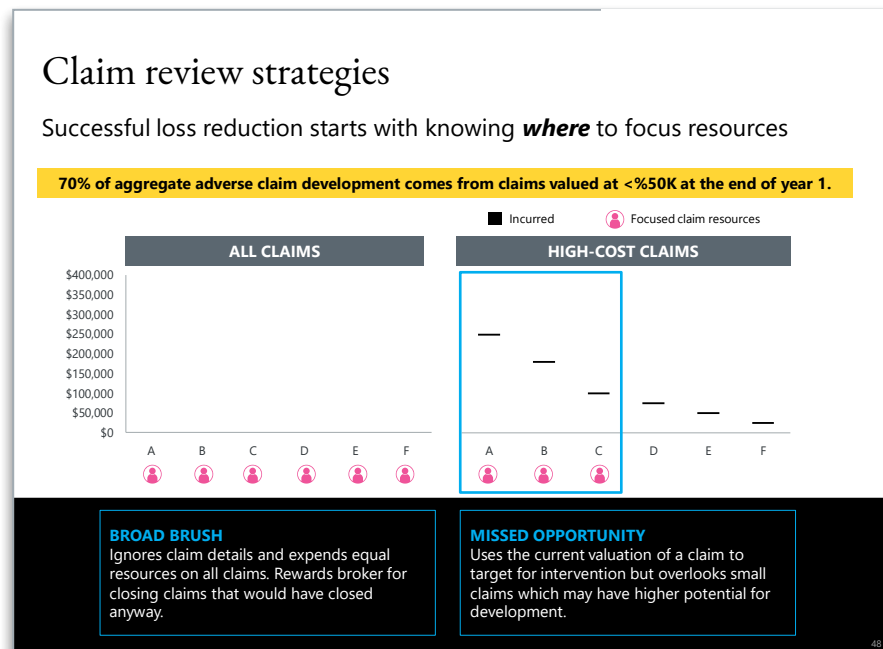 Claim review strategies
Successful loss reduction starts with knowing where to focus resources
70% of aggregate adverse claim development comes from claims valued at <%50K at the end of year 1.
Incurred
Focused claim resources
ALL CLAIMS
$400,000
$350,000
$300,000
$250,000
$200,000
$150,000
$100,000
$50,000
$0
A B C D E F
HIGH-COST CLAIMS
A B C D E F
BROAD BRUSH
Ignores claim details and expends equal
resources on all claims. Rewards broker for
closing claims that would have closed
anyway.
MISSED OPPORTUNITY
Uses the current valuation of a claim to
target for intervention but overlooks small
claims which may have higher potential for
development.
48